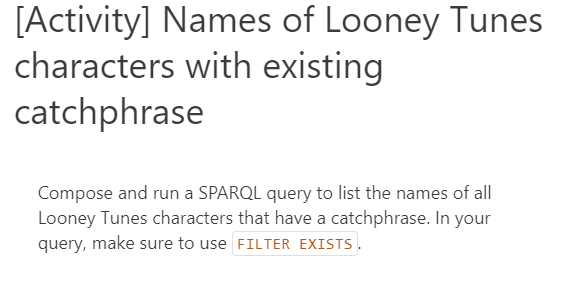 [Activity] Names of Looney Tunes
characters with existing
catchphrase
Compose and run a SPARQL query to list the names of all
Looney Tunes characters that have a catchphrase. In your
query, make sure to use FILTER EXISTS.